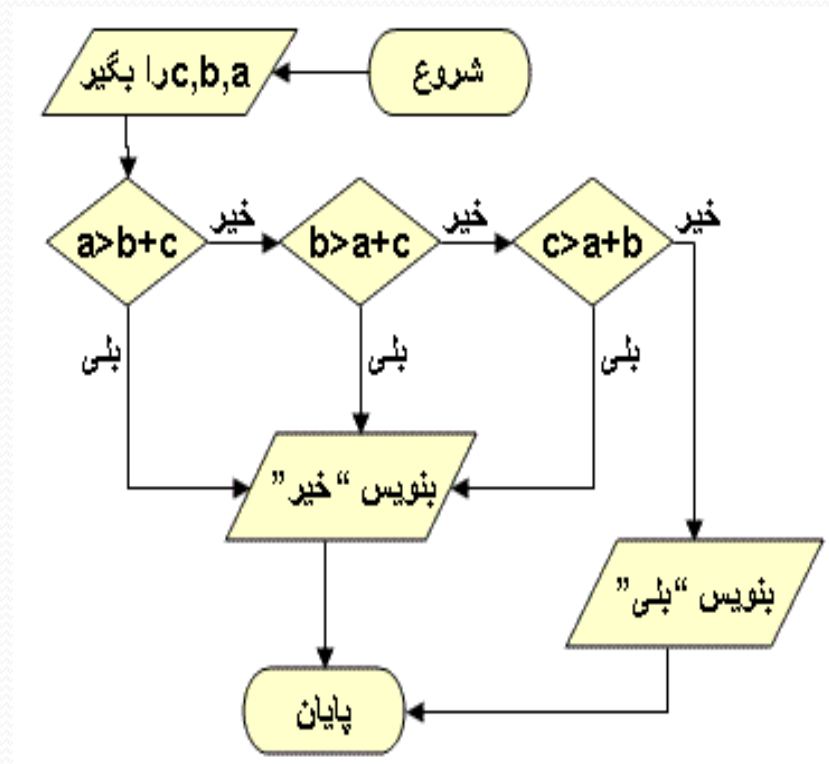 شروع
c,b,a را بگیر
a>b+c
خیر
b>a+c
خیر
c>a+b
خیر
بلی
بلی
بلی
بنویس “خیر”
بنویس “بلی”
پایان